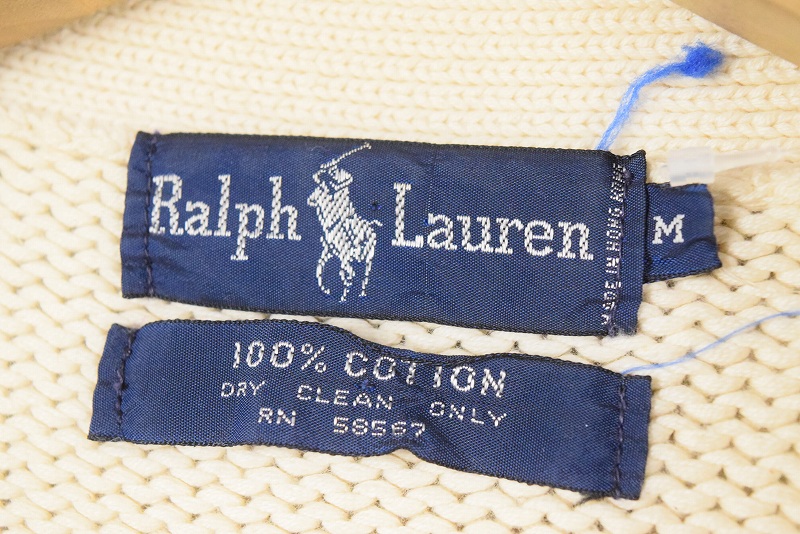 Ralph Lauren
MADE IN HONG KONG
M
100% COTTON
DRY CLEAN ONLY
RN 58567